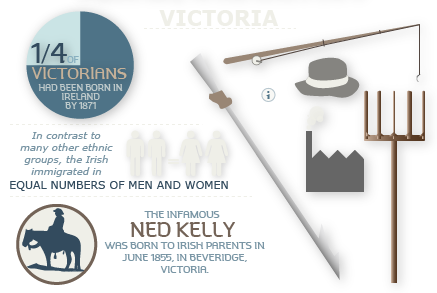 VICTORIA
1/4 OF
VICTORIANS
HAD BEEN BORN IN
IRELAND
BY 1871
In contrast to
many other ethnic
groups, the Irish
immigrated in
EQUAL NUMBERS OF MEN AND WOMEN
THE INFAMOUS
NED KELLY
WAS BORN TO IRISH PARENTS IN
JUNE 1855, IN BEVERIDGE,
VICTORIA.
i